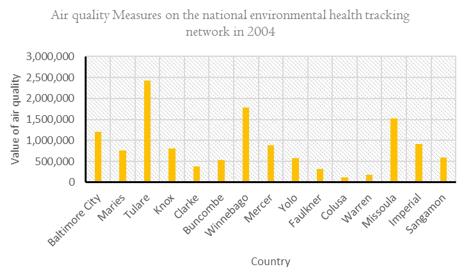 Air quality Measures on the national environmental health tracking
network in 2004
3,000,000
2,500,000
2,000,000
1,500,000
1,000,000
500,000
0
Value of air quality
Baltimore City
Maries
Tulare
Knox
Clarke
Buncombe
Winnebago
Mercer
Yolo
Faulkner
Colusa
Warren
Missoula
Imperial
Sangamon
Country